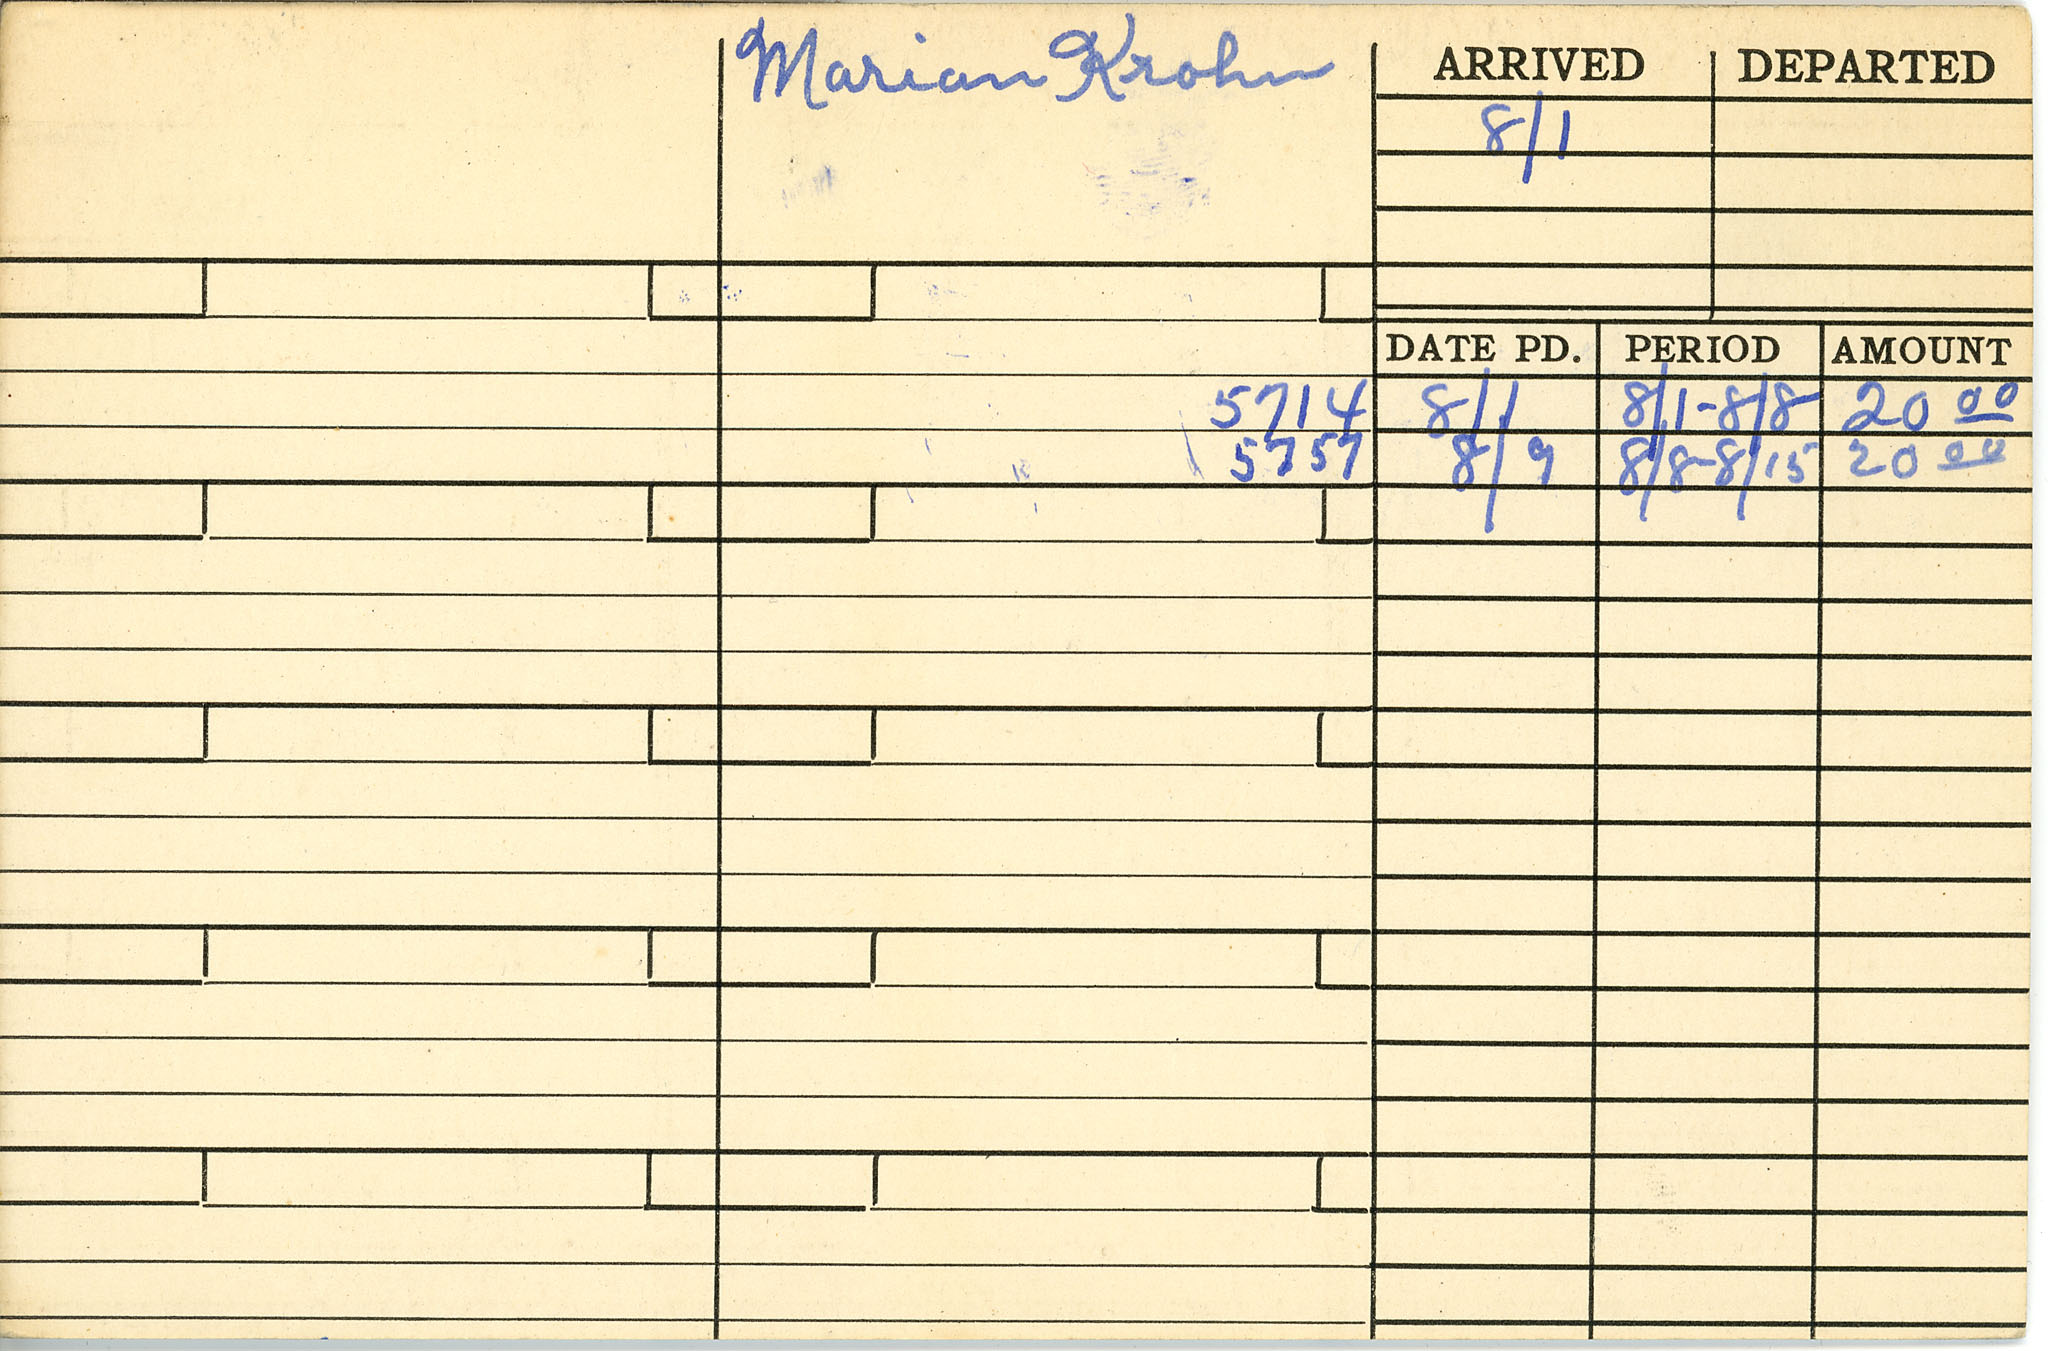 Marian Krohn
ARRIVED DEPARTED
8/1
DATE PD. PERIOD AMOUNT
5714 8/1 8/1-8/8 20 00
5757 8/9 8/8-8/15 20 00